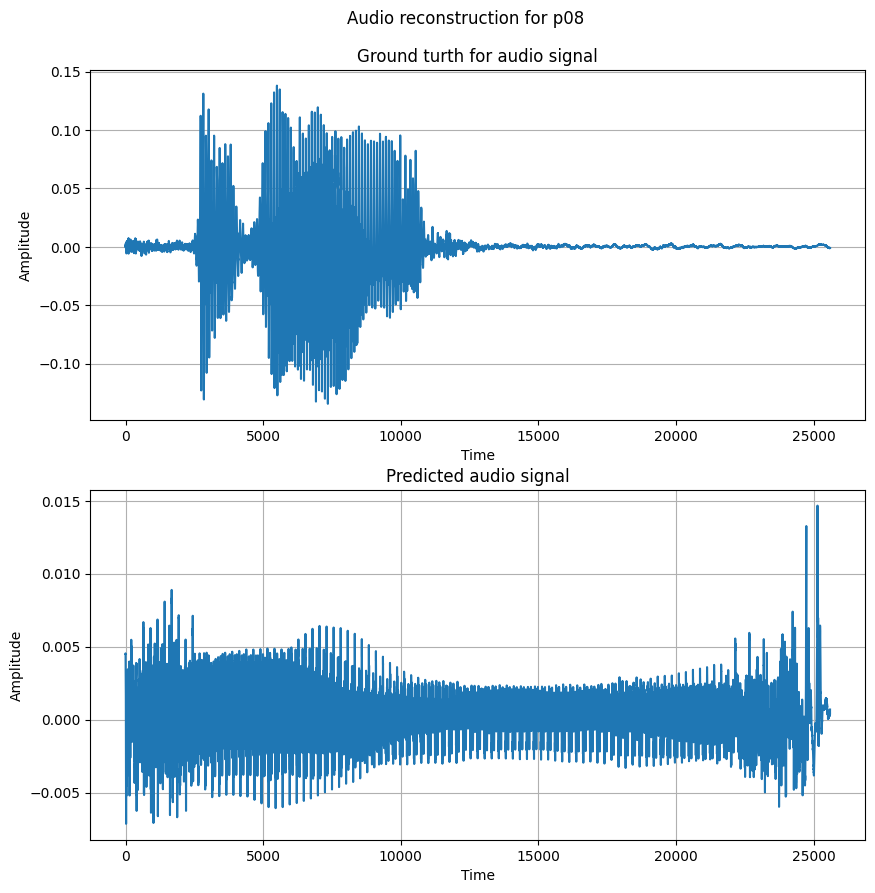 Audio reconstruction for p08
Ground turth for audio signal
0.15
0.10
0.05
0.00
−0.05
−0.10
Amplitude
0 5000 10000 15000 20000 25000
Time
Predicted audio signal
0.015
0.010
0.005
0.000
−0.005
Amplitude
0 5000 10000 15000 20000 25000
Time